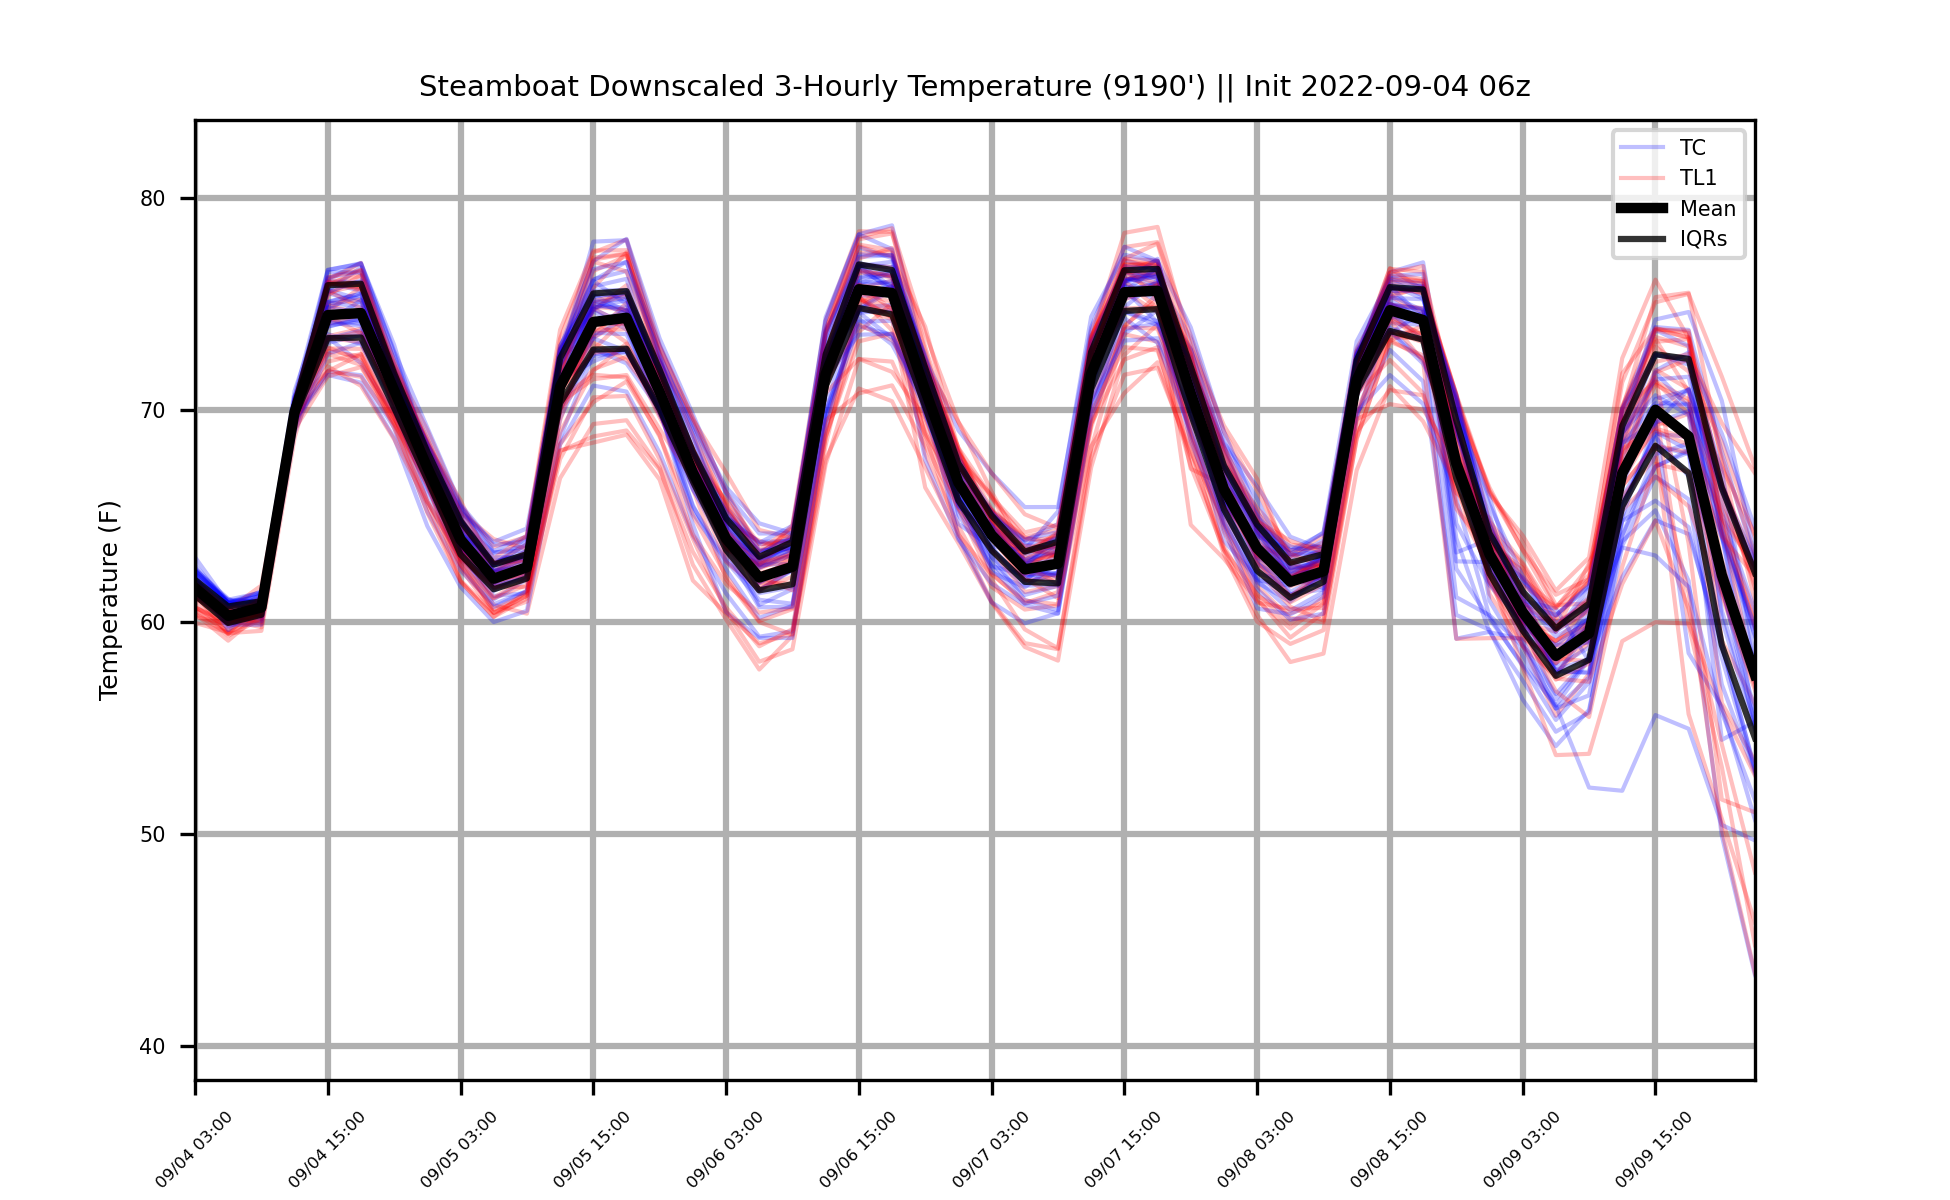 Steamboat Downscaled 3-Hourly Temperature (9190') || Init 2022-09-04 06z
TC
TL1
Mean
IQRs
Temperature (F)
80
70
60
50
40
09/04 03:00
09/04 15:00
09/05 03:00
09/05 15:00
09/06 03:00
09/06 15:00
09/07 03:00
09/07 15:00
09/08 03:00
09/08 15:00
09/09 03:00
09/09 15:00